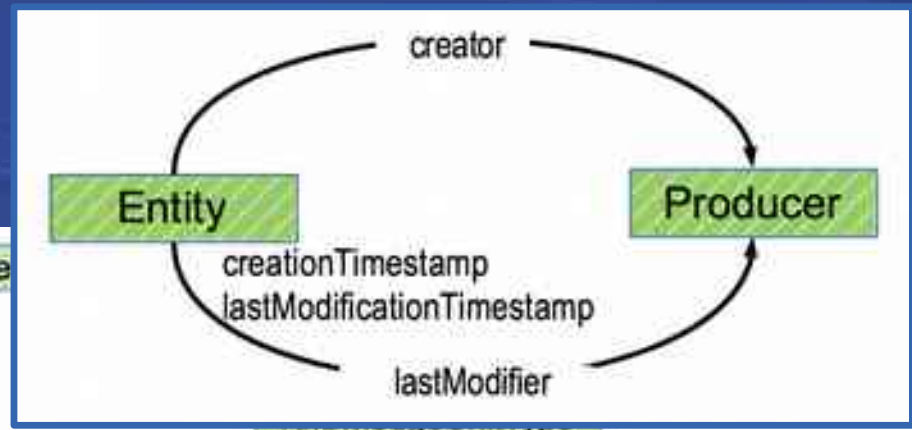 creator
Entity
Producer
creationTimestamp
lastModificationTimestamp
lastModifier